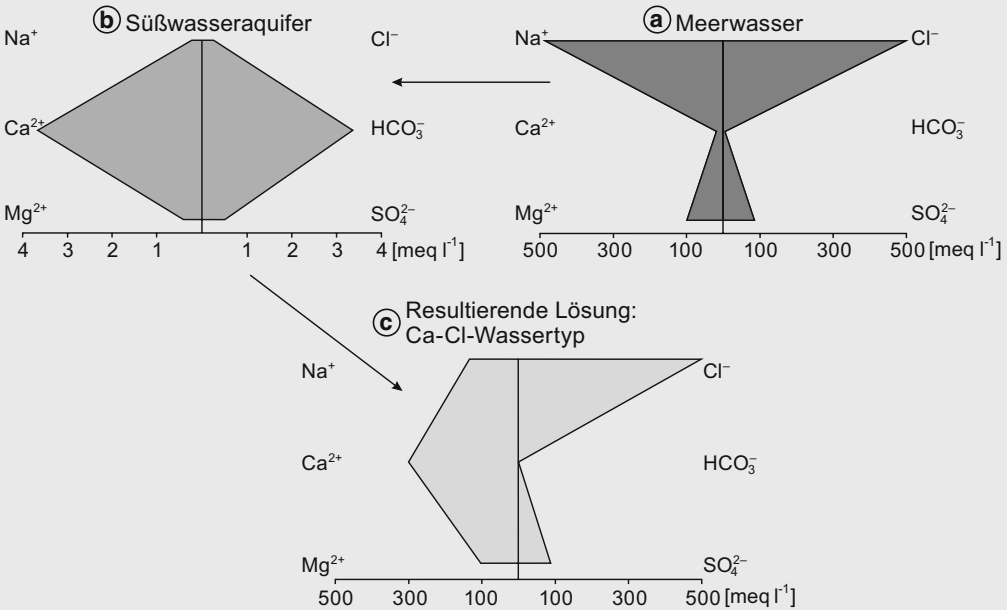 b Süßwasseraquifer
Na⁺ Cl⁻
Ca²⁺ HCO₃⁻
Mg²⁺ SO₄²⁻
4 3 2 1 1 2 3 4 [meq l⁻¹]
a Meerwasser
Na⁺ Cl⁻
Ca²⁺ HCO₃⁻
Mg²⁺ SO₄²⁻
500 300 100 100 300 500 [meq l⁻¹]
c Resultierende Lösung:
Ca-Cl-Wassertyp
Na⁺ Cl⁻
Ca²⁺ HCO₃⁻
Mg²⁺ SO₄²⁻
500 300 100 100 300 500 [meq l⁻¹]